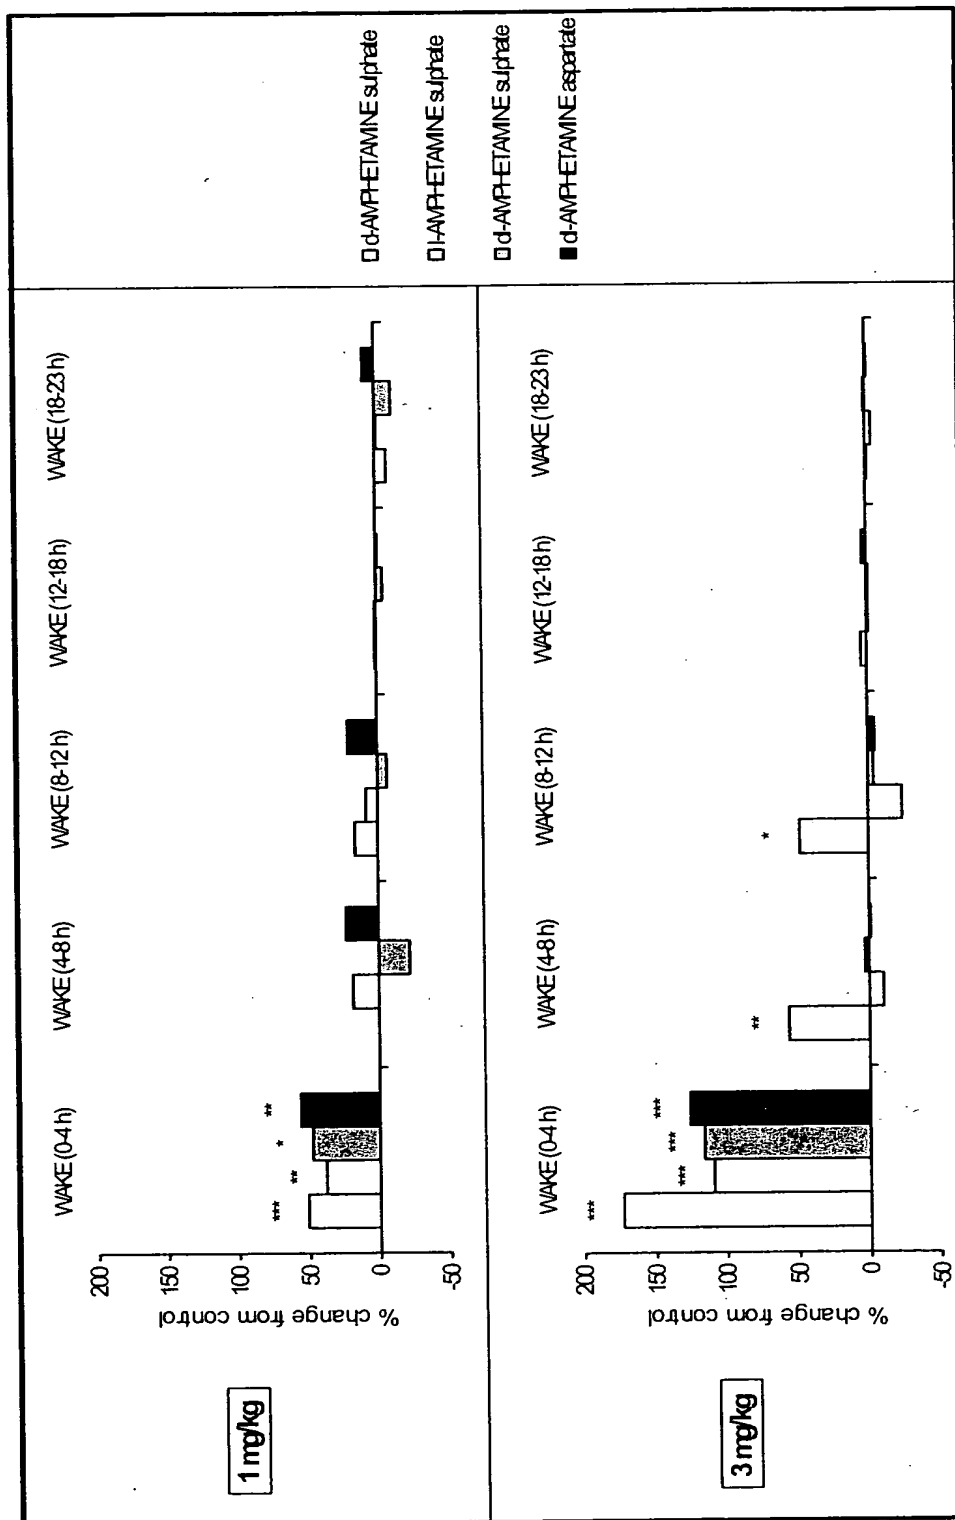 1 mg/kg
% change from control
200
150
100
50
0
-50
WAKE (0-4 h)
WAKE (4-8 h)
WAKE (8-12 h)
WAKE (12-18 h)
WAKE (18-23 h)
***
**
*
**
3 mg/kg
% change from control
200
150
100
50
0
-50
WAKE (0-4 h)
WAKE (4-8 h)
WAKE (8-12 h)
WAKE (12-18 h)
WAKE (18-23 h)
***
***
***
***
**
*
d-AMPHETAMINE sulphate
l-AMPHETAMINE sulphate
d-AMPHETAMINE sulphate
d-AMPHETAMINE aspartate